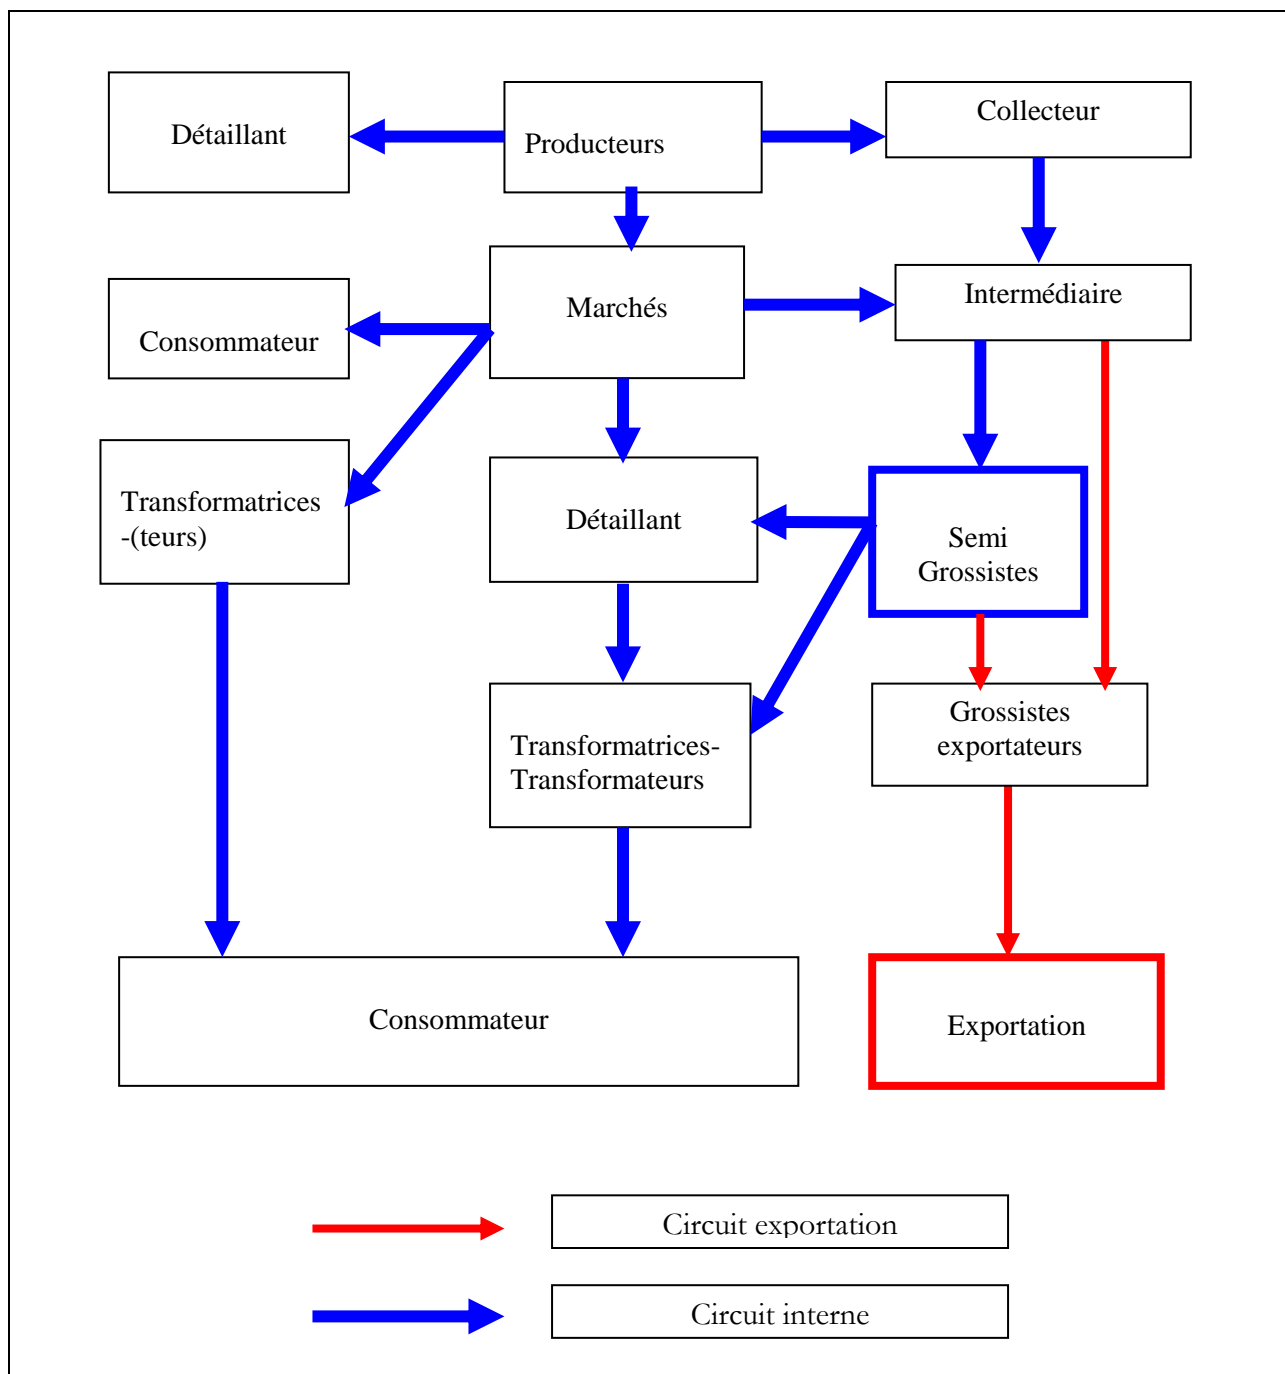 Détaillant
Producteurs
Collecteur
Consommateur
Marchés
Intermédiaire
Transformatrices
-(teurs)
Détaillant
Semi
Grossistes
Transformatrices-
Transformateurs
Grossistes
exportateurs
Consommateur
Exportation
Circuit exportation
Circuit interne